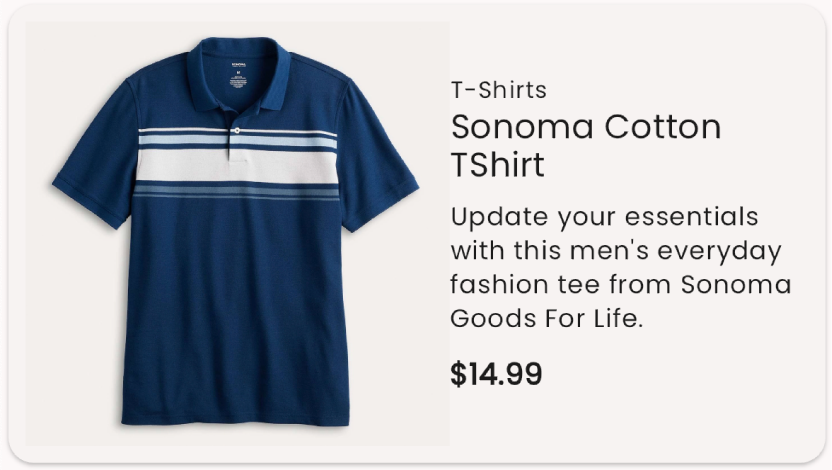 SONOMA
M
T-Shirts
Sonoma Cotton
TShirt
Update your essentials
with this men's everyday
fashion tee from Sonoma
Goods For Life.
$14.99